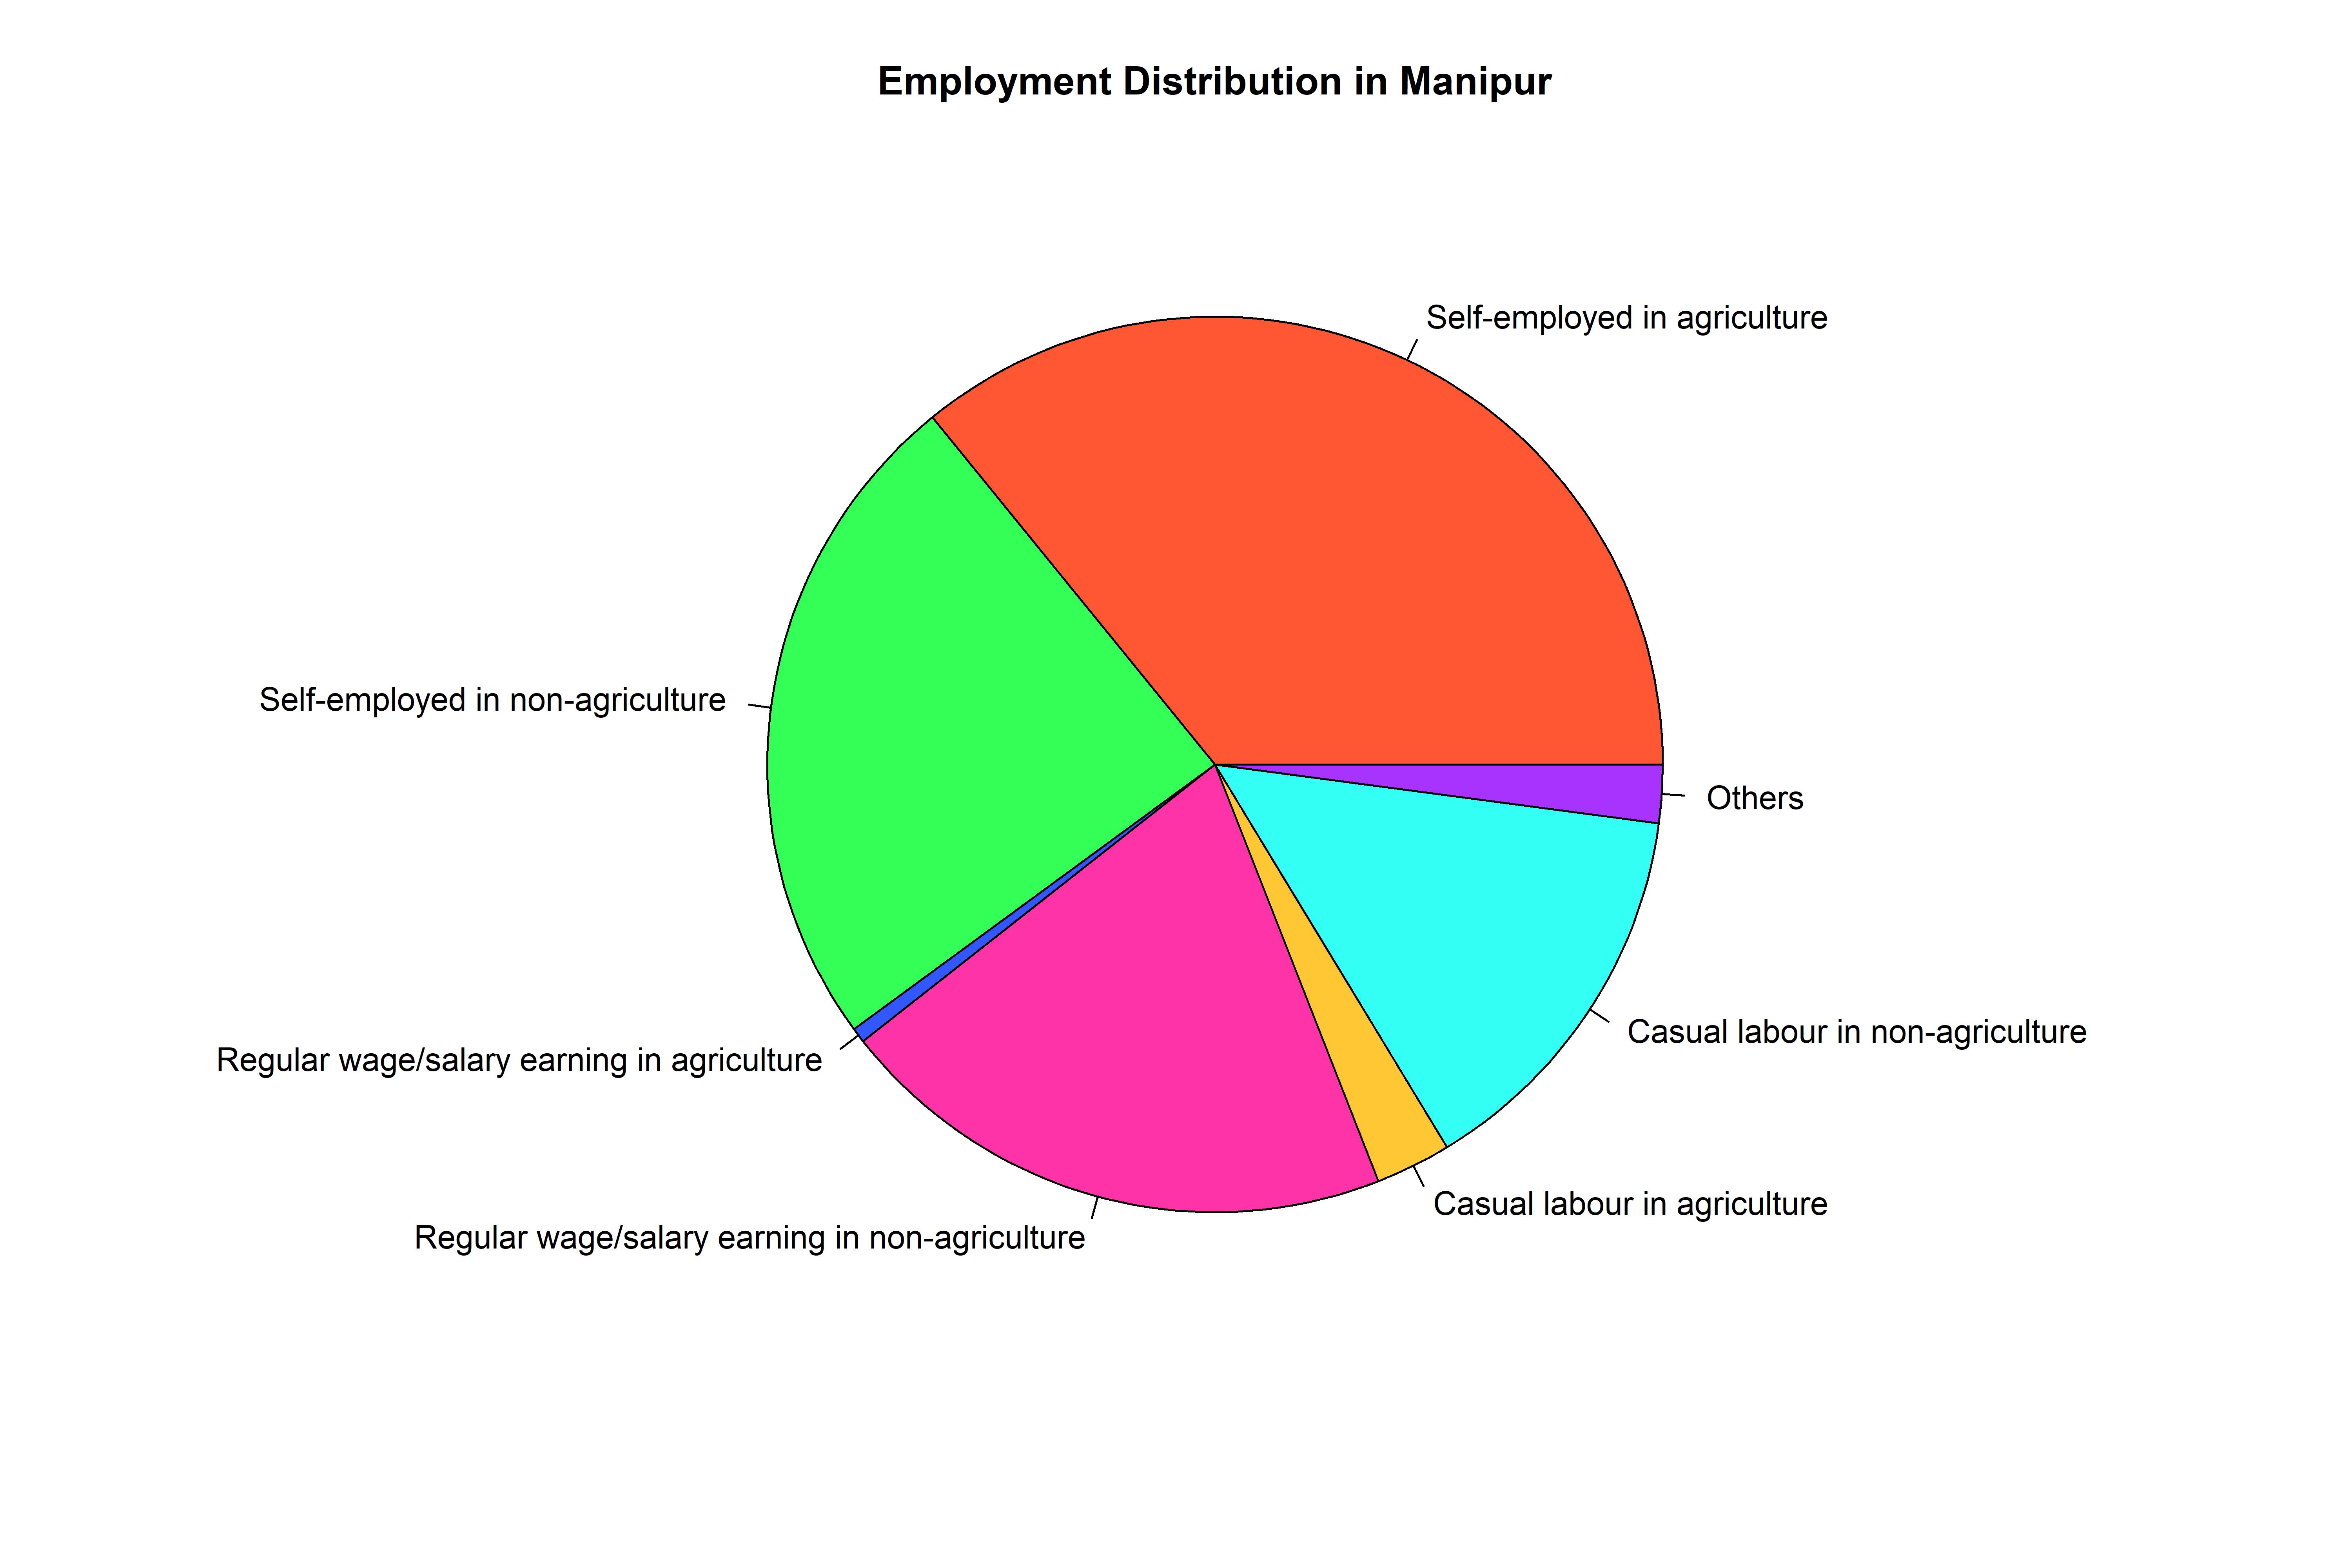 Employment Distribution in Manipur
Self-employed in agriculture
Self-employed in non-agriculture
Others
Casual labour in non-agriculture
Regular wage/salary earning in agriculture
Casual labour in agriculture
Regular wage/salary earning in non-agriculture